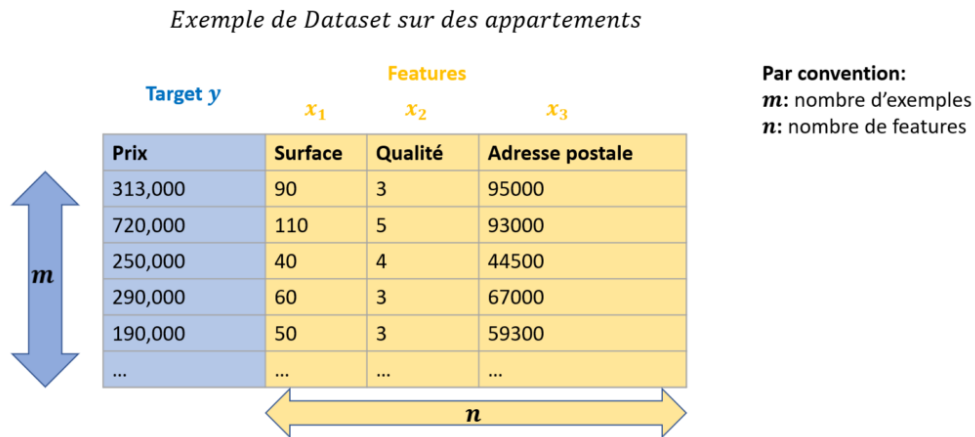 Exemple de Dataset sur des appartements
Target y
Features
x₁ x₂ x₃
Par convention:
m: nombre d'exemples
n: nombre de features
Prix Surface Qualité Adresse postale
313,000 90 3 95000
720,000 110 5 93000
250,000 40 4 44500
290,000 60 3 67000
190,000 50 3 59300
... ... ... ...
m
n